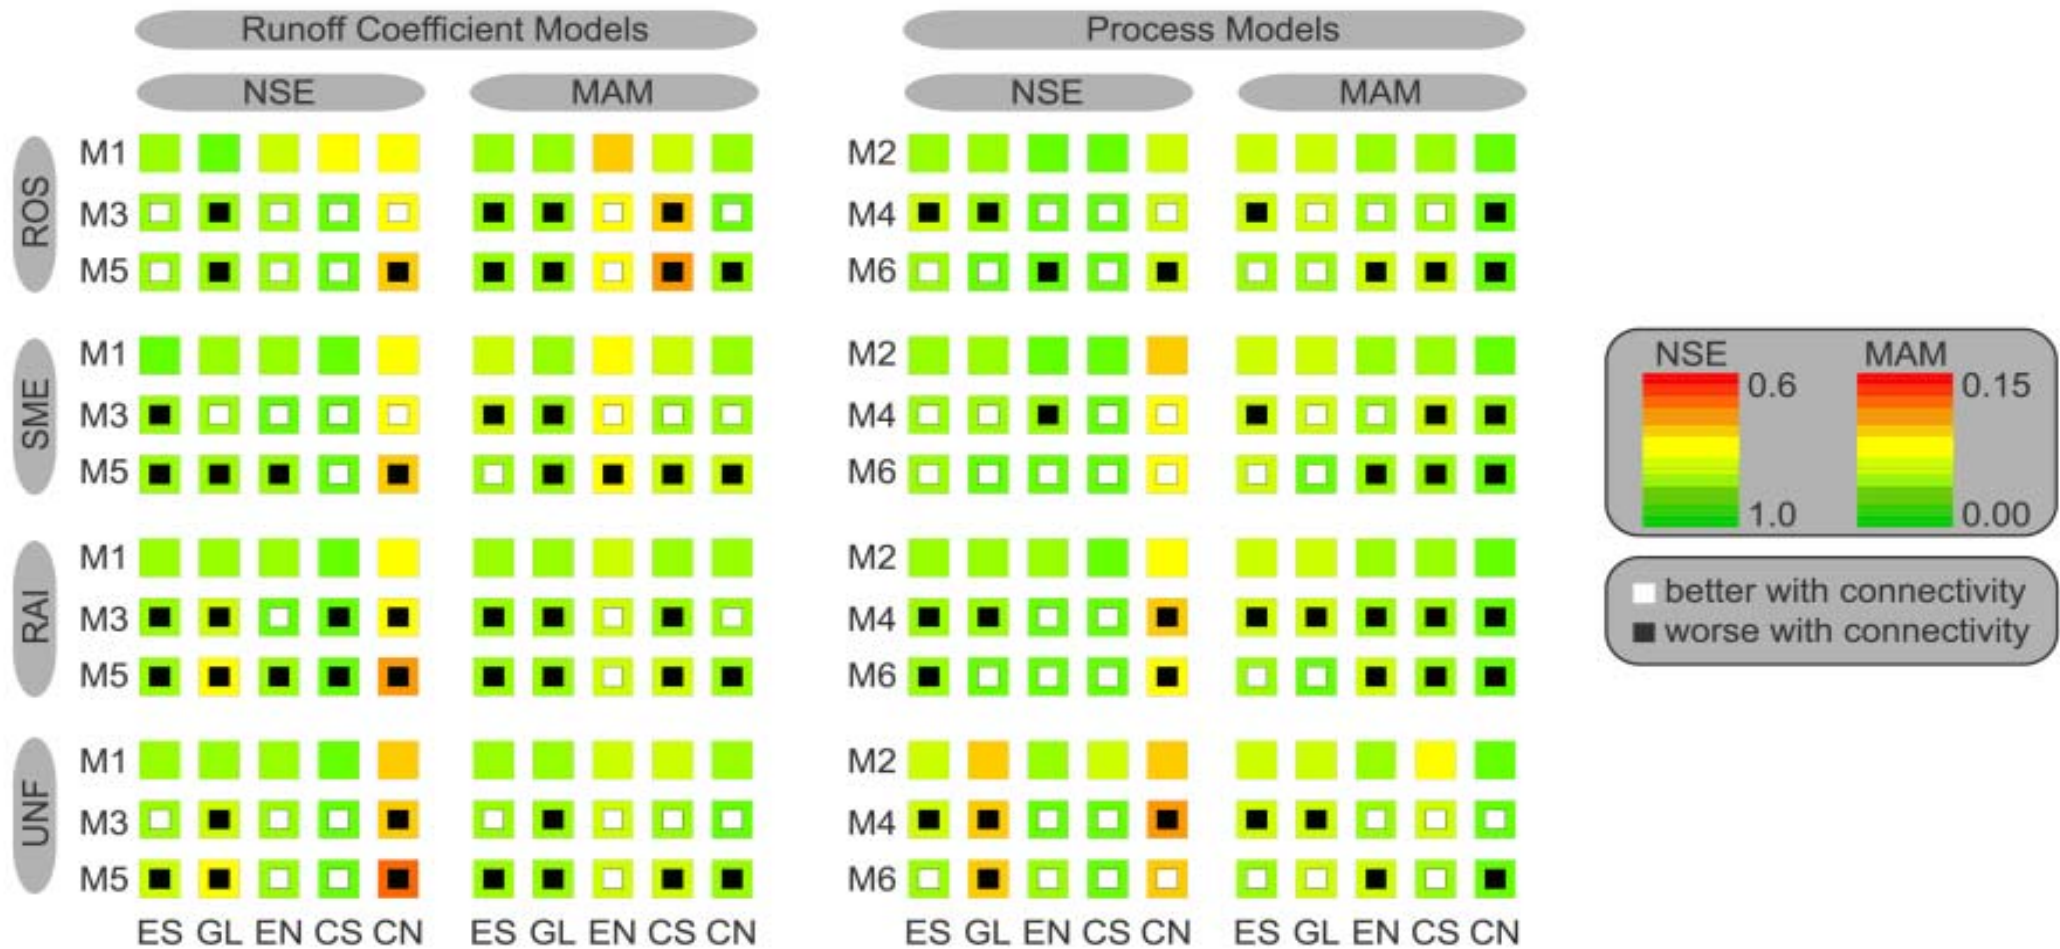 Runoff Coefficient Models Process Models
NSE MAM NSE MAM
ROS
M1 M2
M3 M4
M5 M6
SME
M1 M2
M3 M4
M5 M6
NSE MAM
0.6 0.15
1.0 0.00
RAI
M1 M2
M3 M4
M5 M6
better with connectivity
worse with connectivity
UNF
M1 M2
M3 M4
M5 M6
ES GL EN CS CN ES GL EN CS CN ES GL EN CS CN ES GL EN CS CN